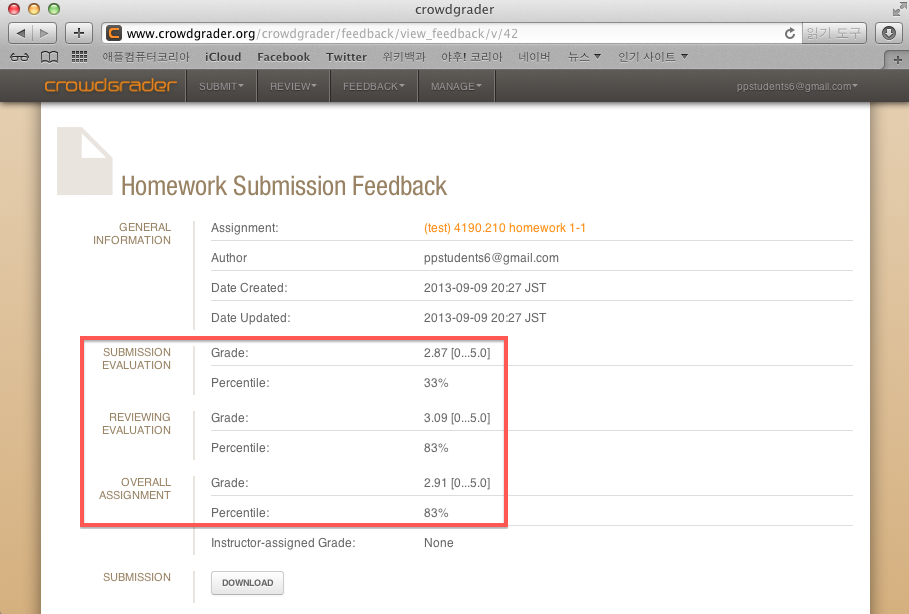 crowdgrader
www.crowdgrader.org/crowdgrader/feedback/view_feedback/v/42
읽기 도구
애플컴퓨터코리아 iCloud Facebook Twitter 위키백과 야후! 코리아 네이버 뉴스 인기 사이트
crowdgrader SUBMIT REVIEW FEEDBACK MANAGE ppstudents6@gmail.com
Homework Submission Feedback
GENERAL INFORMATION
Assignment: (test) 4190.210 homework 1-1
Author ppstudents6@gmail.com
Date Created: 2013-09-09 20:27 JST
Date Updated: 2013-09-09 20:27 JST
SUBMISSION EVALUATION
Grade: 2.87 [0...5.0]
Percentile: 33%
REVIEWING EVALUATION
Grade: 3.09 [0...5.0]
Percentile: 83%
OVERALL ASSIGNMENT
Grade: 2.91 [0...5.0]
Percentile: 83%
Instructor-assigned Grade: None
SUBMISSION
DOWNLOAD